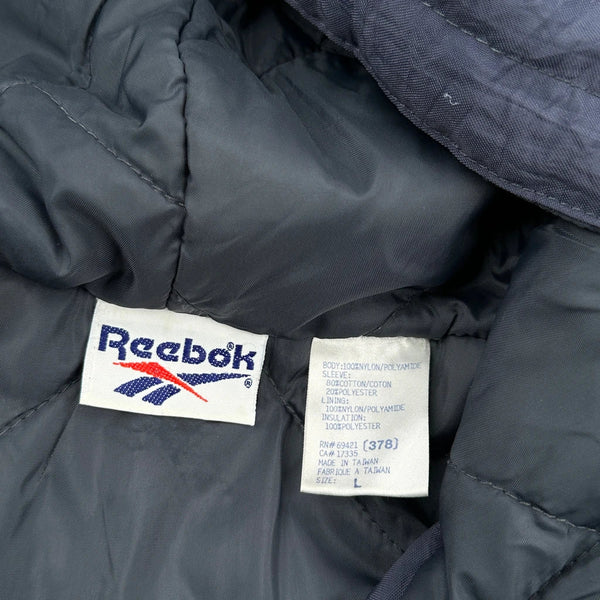 Reebok®
®
BODY:100%NYLON/POLYAMIDE
SLEEVE:
80%COTTON/COTON
20%POLYESTER
LINING:
100%NYLON/POLYAMIDE
INSULATION:
100%POLYESTER
RN# 69421 (378)
CA# 17335
MADE IN TAIWAN
FABRIQUE A TAIWAN
SIZE: L